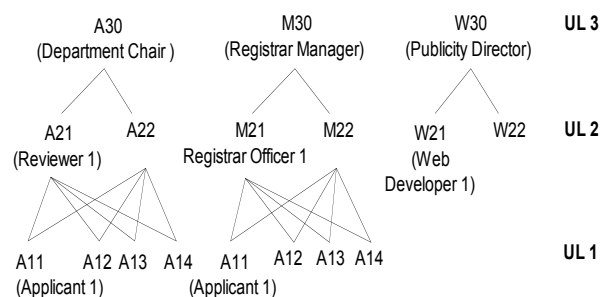 A30 M30 W30 UL 3
(Department Chair ) (Registrar Manager) (Publicity Director)
A21 A22 M21 M22 W21 W22 UL 2
(Reviewer 1) Registrar Officer 1 (Web
Developer 1)
A11 A12 A13 A14 A11 A12 A13 A14 UL 1
(Applicant 1) (Applicant 1)